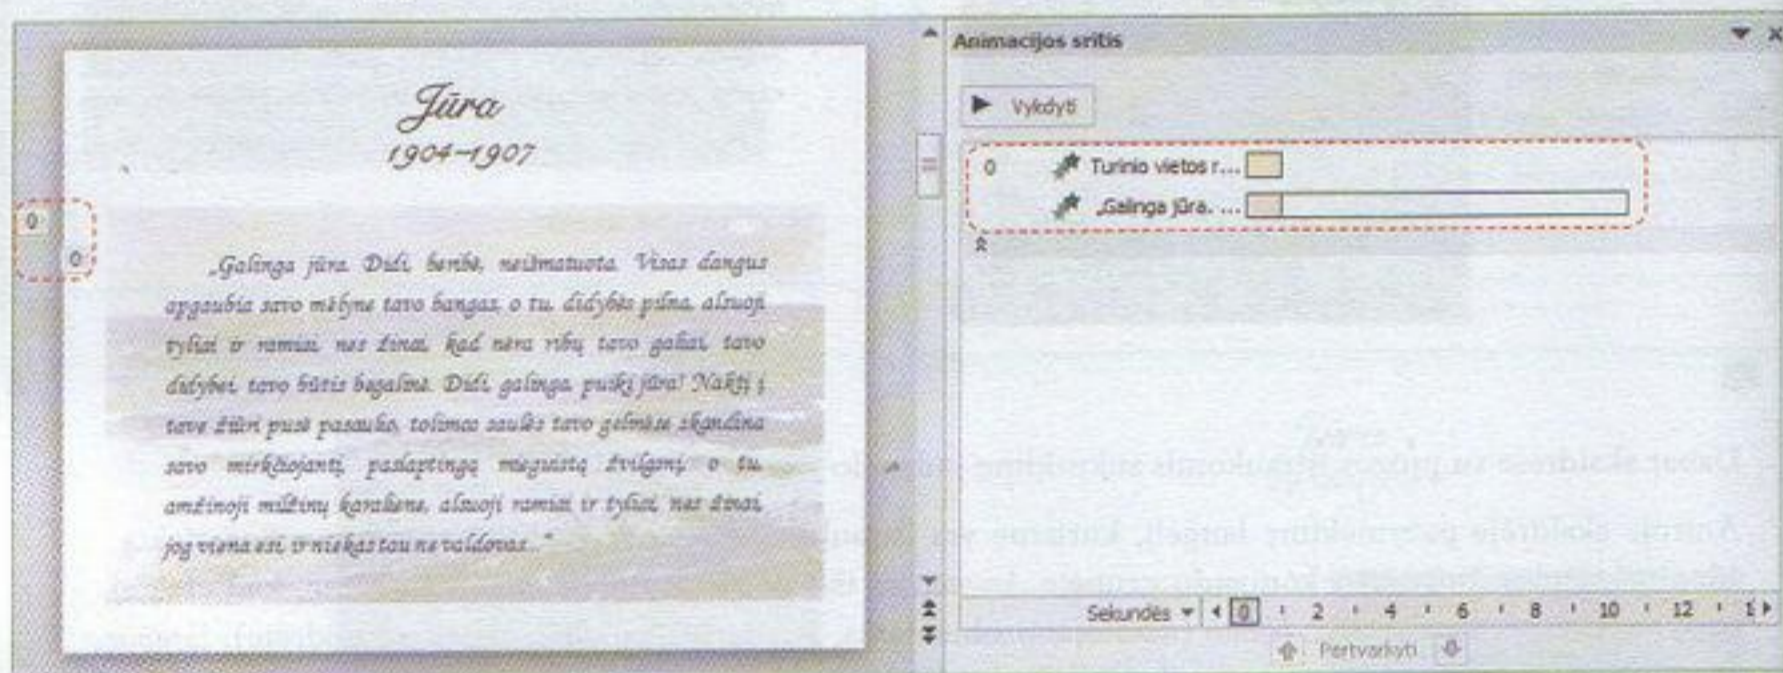 Jūra
1904–1907
0
0
„Galinga jūra. Didi, beribė, neišmatuota. Visas dangus
apgaubia savo mėlyne tavo bangas, o tu, didybės pilna, alsuoji
tyliai ir ramiai, nes žinai, kad nėra ribų tavo galiai, tavo
didybei, tavo būtis begalinė. Didi, galinga, puiki jūra! Naktį į
tave žiūri pusė pasaulio, tolimos saulės tavo gelmėse skandina
savo mirkčiojantį, paslaptingą mieguistą žvilgsnį, o tu,
amžinoji milžinų karaliene, alsuoji ramiai ir tyliai, nes žinai,
jog viena esi, ir niekas tau ne valdovas...“
Animacijos sritis
Vykdyti
0 Turinio vietos r...
„Galinga jūra. ...
Sekundės 0 2 4 6 8 10 12
Pertvarkyti